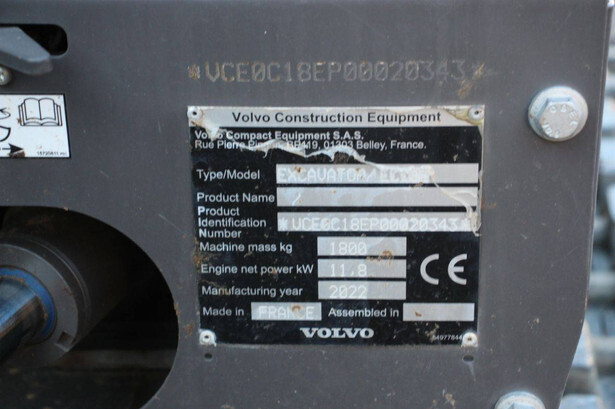 *VCE0C18EP00020343*
Volvo Construction Equipment
Volvo Compact Equipment S.A.S.
Rue Pierre 01303 Belley, France.
Type/Model EXCAVATOR/
Product Name
Product
Identification *VCE0C18EP00020343*
Number
Machine mass kg 1800
Engine net power kW 11,8
Manufacturing year 2022
Made in FRANCE Assembled in
CE
VOLVO